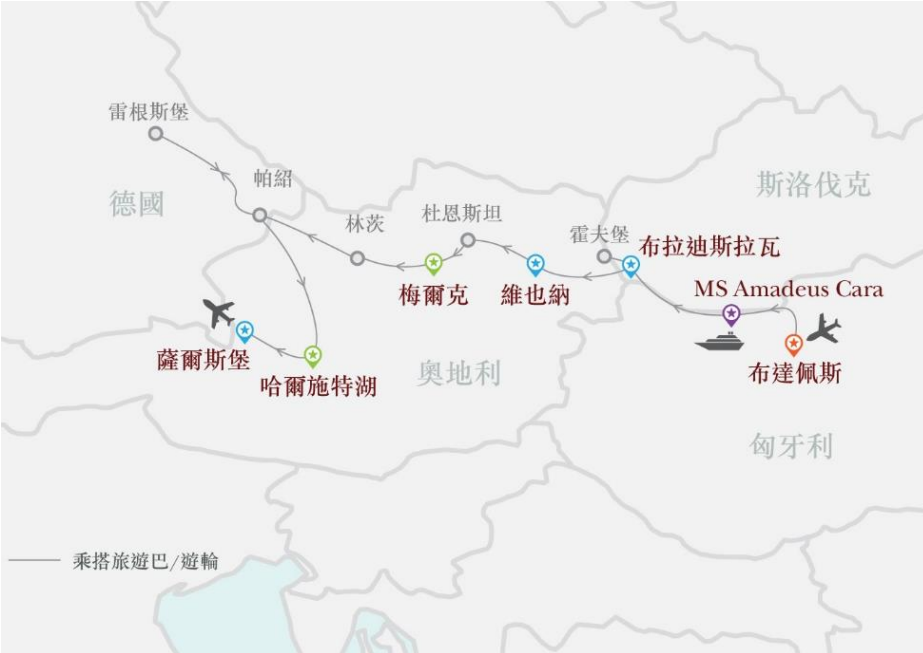 雷根斯堡
帕紹
德國
斯洛伐克
林茨
杜恩斯坦
霍夫堡
布拉迪斯拉瓦
梅爾克
維也納
MS Amadeus Cara
薩爾斯堡
哈爾施特湖
奧地利
布達佩斯
匈牙利
乘搭旅遊巴/遊輪